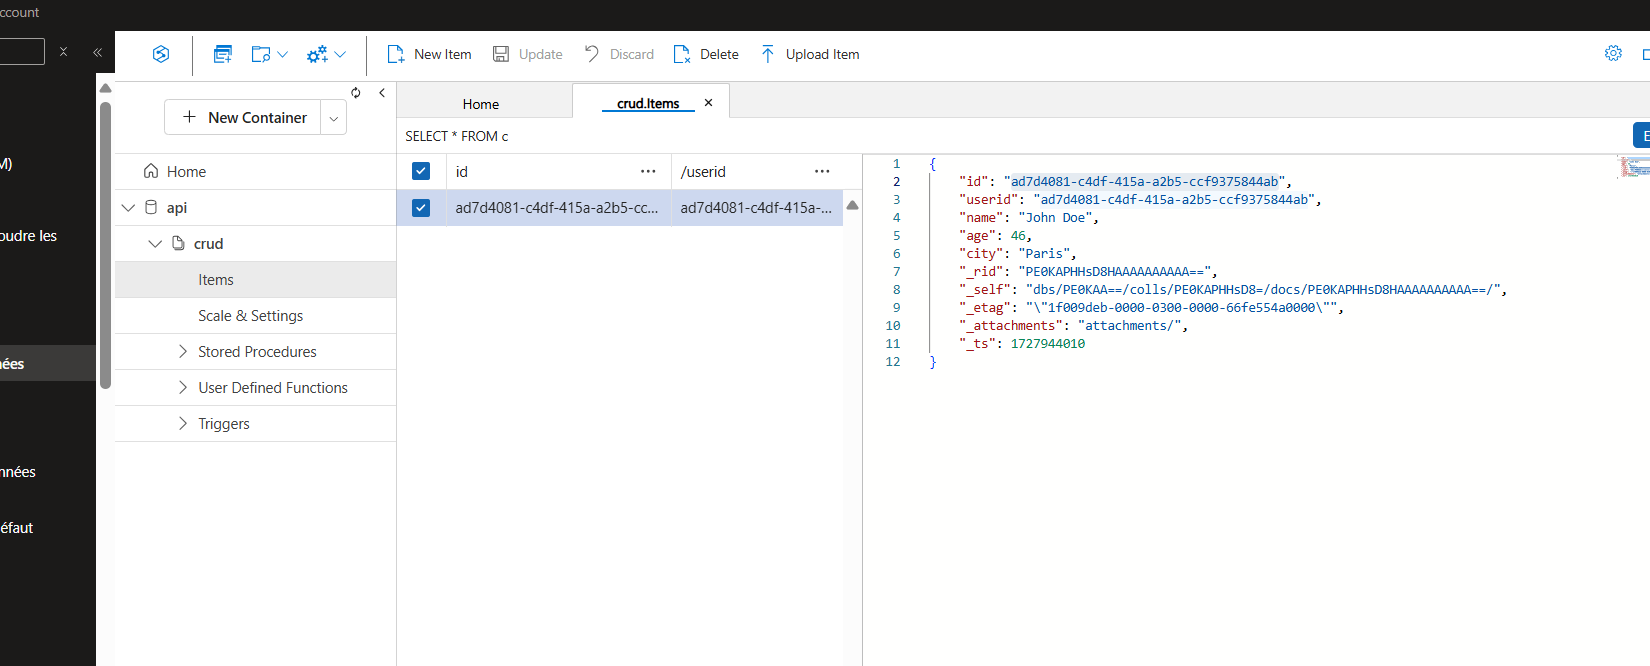 ccount
New Item
Update
Discard
Delete
Upload Item
New Container
Home
crud.Items
SELECT * FROM c
M)
oudre les
nées
nnées
éfaut
Home
api
crud
Items
Scale & Settings
Stored Procedures
User Defined Functions
Triggers
id ... /userid ...
ad7d4081-c4df-415a-a2b5-cc... ad7d4081-c4df-415a-...
1 {
2 "id": "ad7d4081-c4df-415a-a2b5-ccf9375844ab",
3 "userid": "ad7d4081-c4df-415a-a2b5-ccf9375844ab",
4 "name": "John Doe",
5 "age": 46,
6 "city": "Paris",
7 "_rid": "PE0KAPHHsD8HAAAAAAAAAA==",
8 "_self": "dbs/PE0KAA==/colls/PE0KAPHHsD8=/docs/PE0KAPHHsD8HAAAAAAAAAA==/",
9 "_etag": "\"1f009deb-0000-0300-0000-66fe554a0000\"",
10 "_attachments": "attachments/",
11 "_ts": 1727944010
12 }